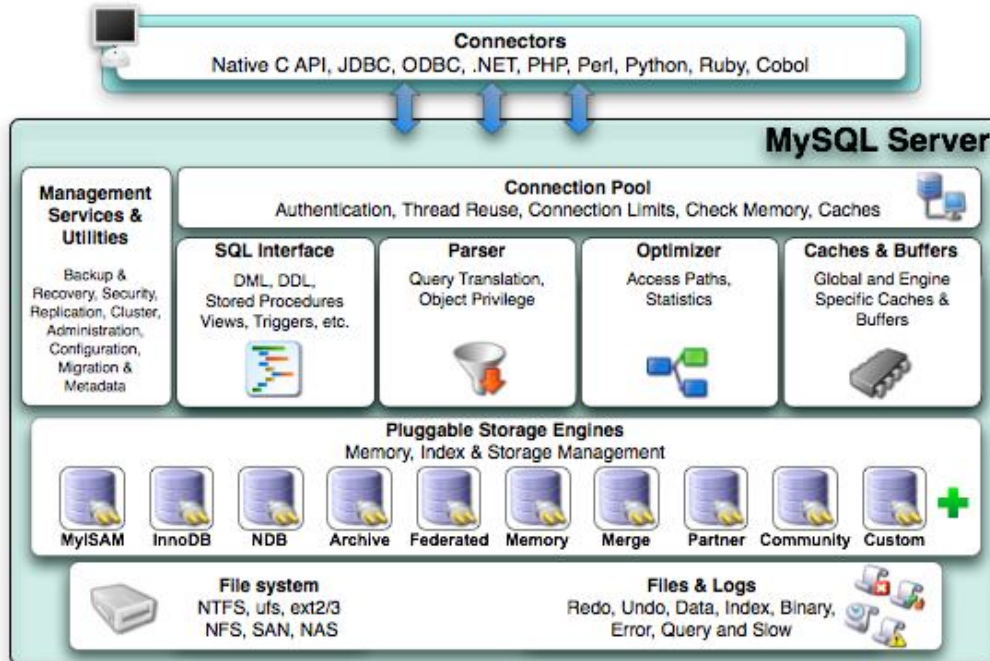 Connectors
Native C API, JDBC, ODBC, .NET, PHP, Perl, Python, Ruby, Cobol
MySQL Server
Management
Services &
Utilities
Backup &
Recovery, Security,
Replication, Cluster,
Administration,
Configuration,
Migration &
Metadata
Connection Pool
Authentication, Thread Reuse, Connection Limits, Check Memory, Caches
SQL Interface
DML, DDL,
Stored Procedures
Views, Triggers, etc.
Parser
Query Translation,
Object Privilege
Optimizer
Access Paths,
Statistics
Caches & Buffers
Global and Engine
Specific Caches &
Buffers
Pluggable Storage Engines
Memory, Index & Storage Management
MyISAM
InnoDB
NDB
Archive
Federated
Memory
Merge
Partner
Community
Custom
File system
NTFS, ufs, ext2/3
NFS, SAN, NAS
Files & Logs
Redo, Undo, Data, Index, Binary,
Error, Query and Slow